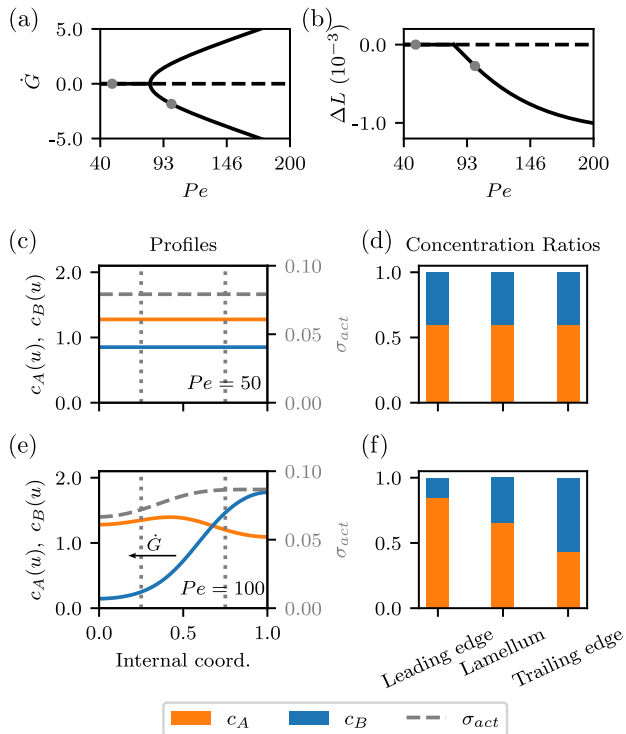 (a)
5.0
0.0
-5.0
Ġ
40 93 146 200
Pe
(b)
0.0
-1.0
ΔL (10⁻³)
40 93 146 200
Pe
(c)
Profiles
2.0
1.0
0.0
c_A(u), c_B(u)
0.10
0.05
0.00
σ_act
Pe = 50
(d)
Concentration Ratios
1.0
0.5
0.0
(e)
2.0
1.0
0.0
c_A(u), c_B(u)
0.10
0.05
0.00
σ_act
Ġ
Pe = 100
0.0 0.5 1.0
Internal coord.
(f)
1.0
0.5
0.0
Leading edge
Lamellum
Trailing edge
c_A c_B σ_act